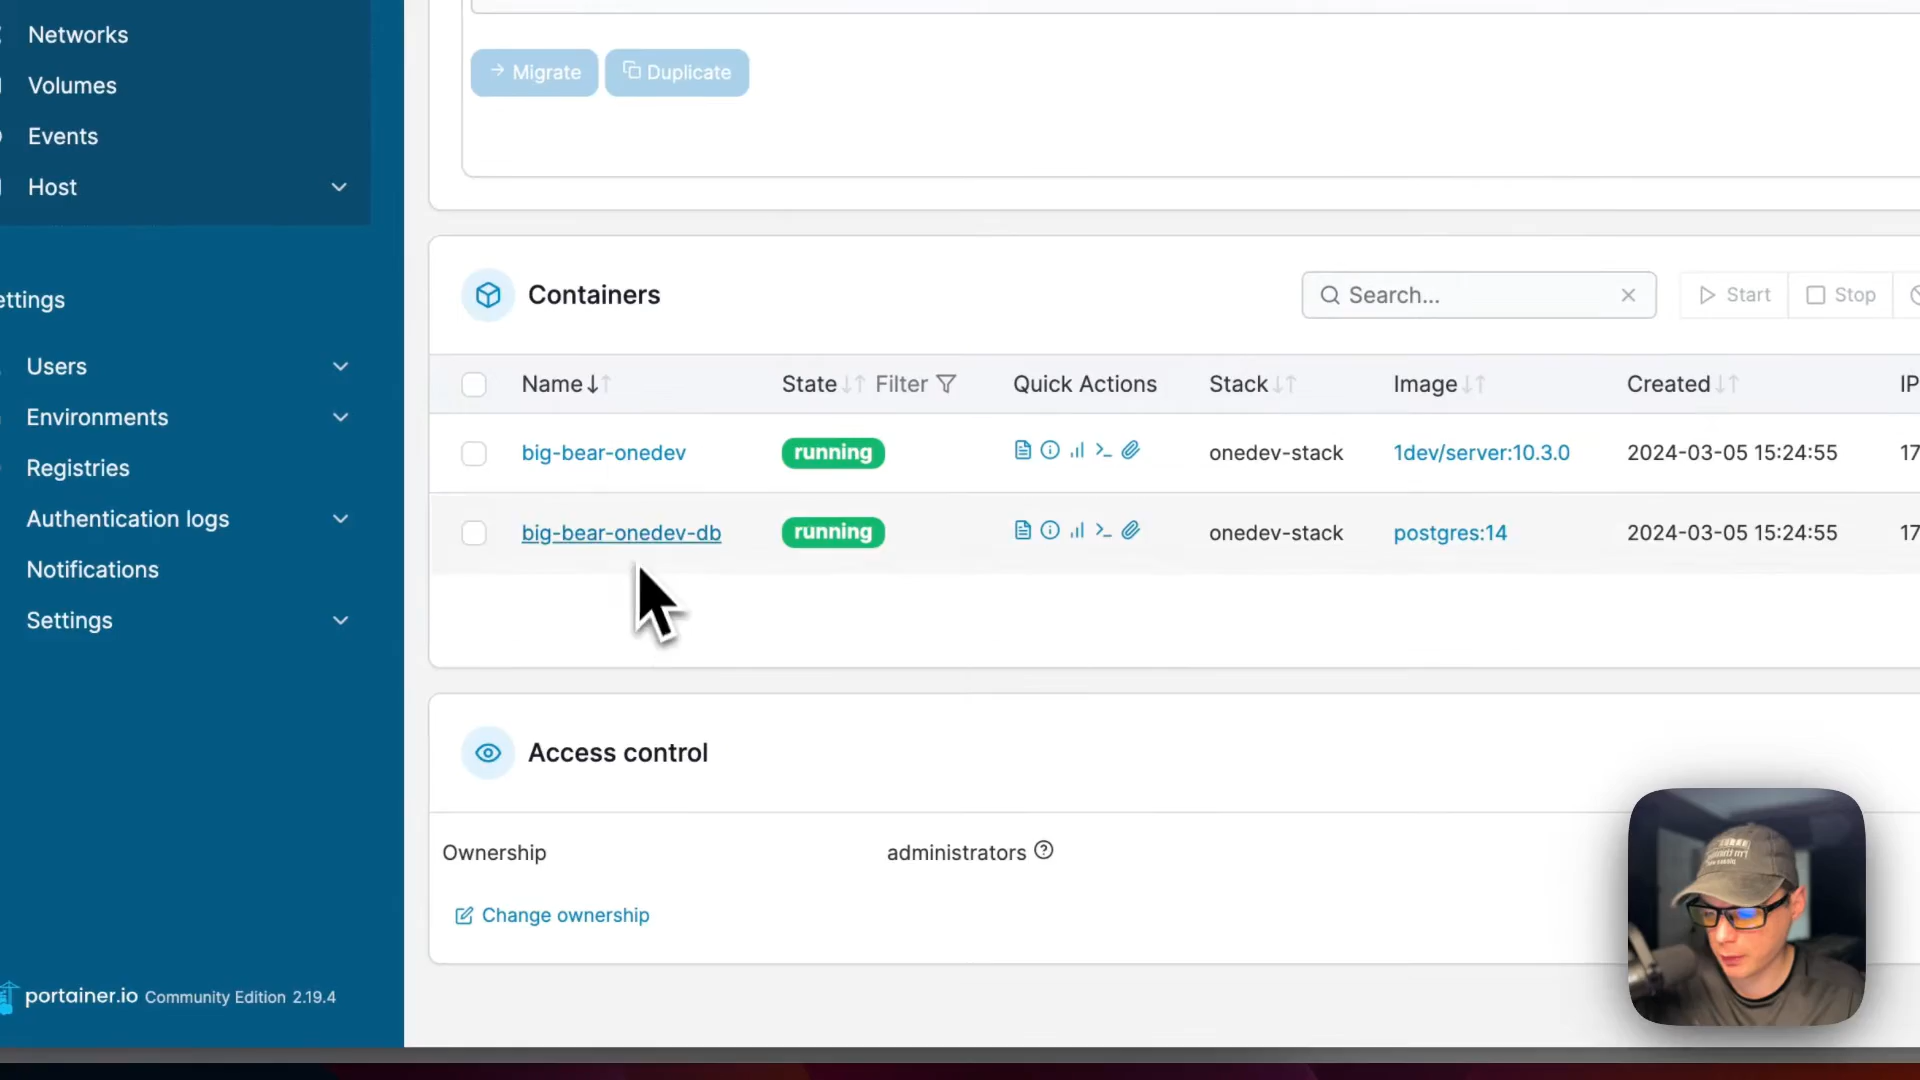 Networks
Volumes
Events
Host
ettings
Users
Environments
Registries
Authentication logs
Notifications
Settings
portainer.io Community Edition 2.19.4
Migrate Duplicate
Containers
Search...
Start Stop
Name State Filter Quick Actions Stack Image Created IP
big-bear-onedev running onedev-stack 1dev/server:10.3.0 2024-03-05 15:24:55 17
big-bear-onedev-db running onedev-stack postgres:14 2024-03-05 15:24:55 17
Access control
Ownership administrators
Change ownership